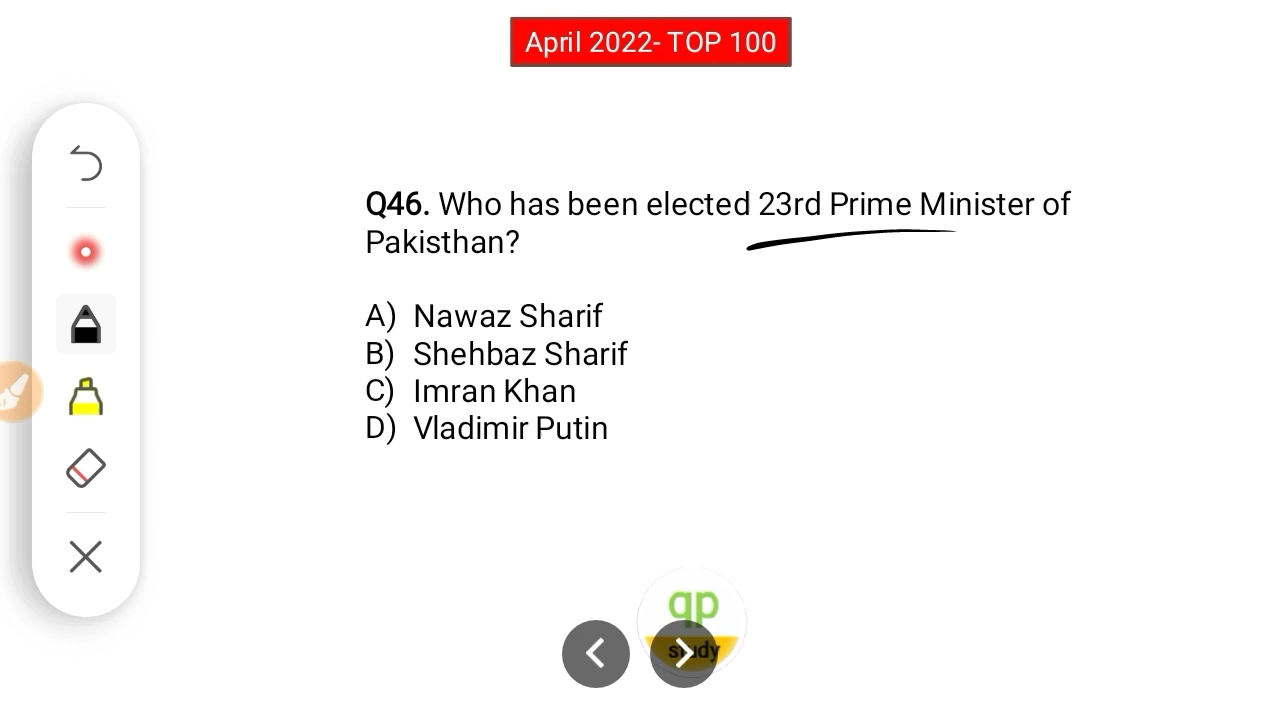 April 2022- TOP 100
Q46. Who has been elected 23rd Prime Minister of
Pakisthan?
A) Nawaz Sharif
B) Shehbaz Sharif
C) Imran Khan
D) Vladimir Putin
qp
study